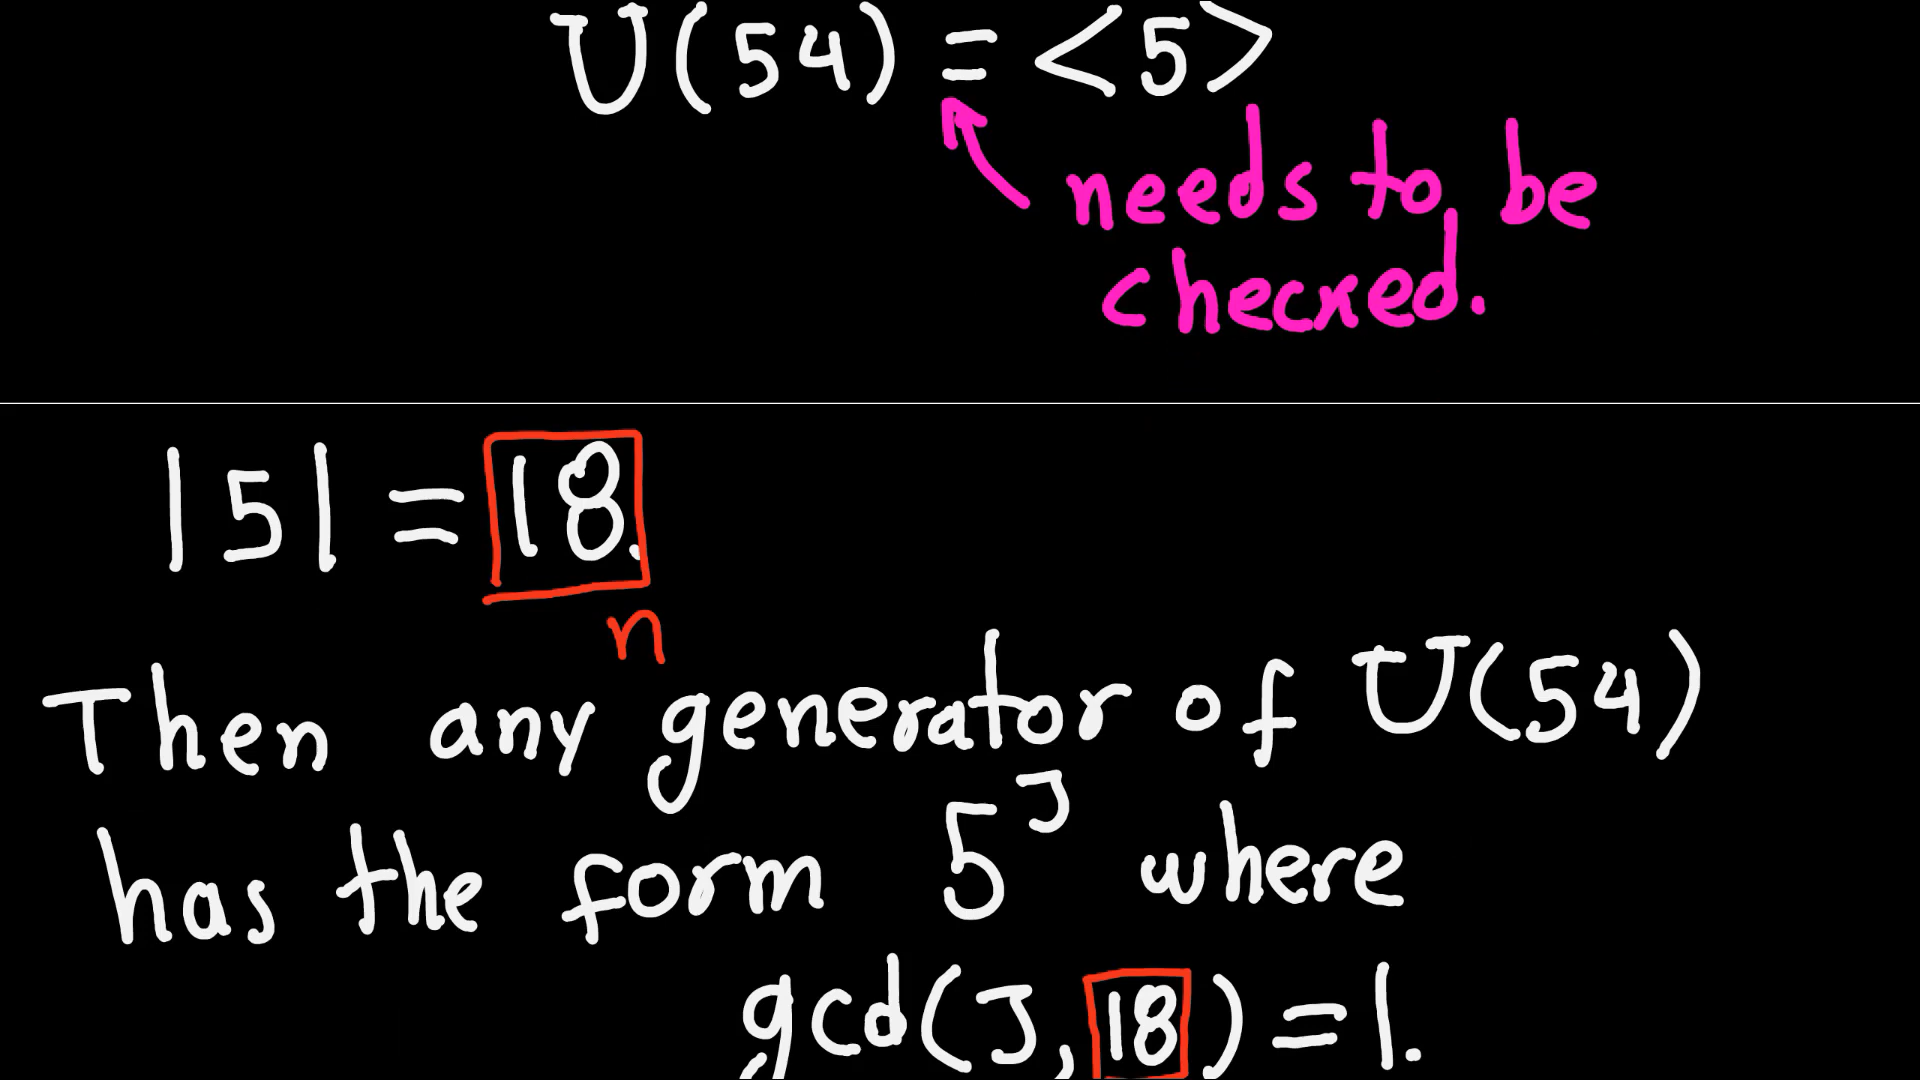 U(54) = <5>
needs to be
checked.
|5| = 18.
n
Then any generator of U(54)
has the form 5^J where
gcd(J, 18) = 1.